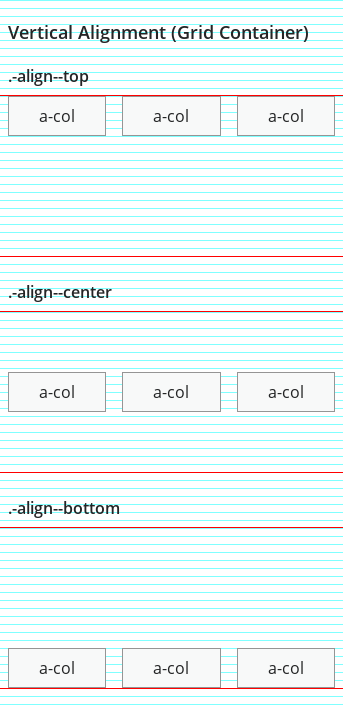 Vertical Alignment (Grid Container)
.-align--top
a-col a-col a-col
.-align--center
a-col a-col a-col
.-align--bottom
a-col a-col a-col